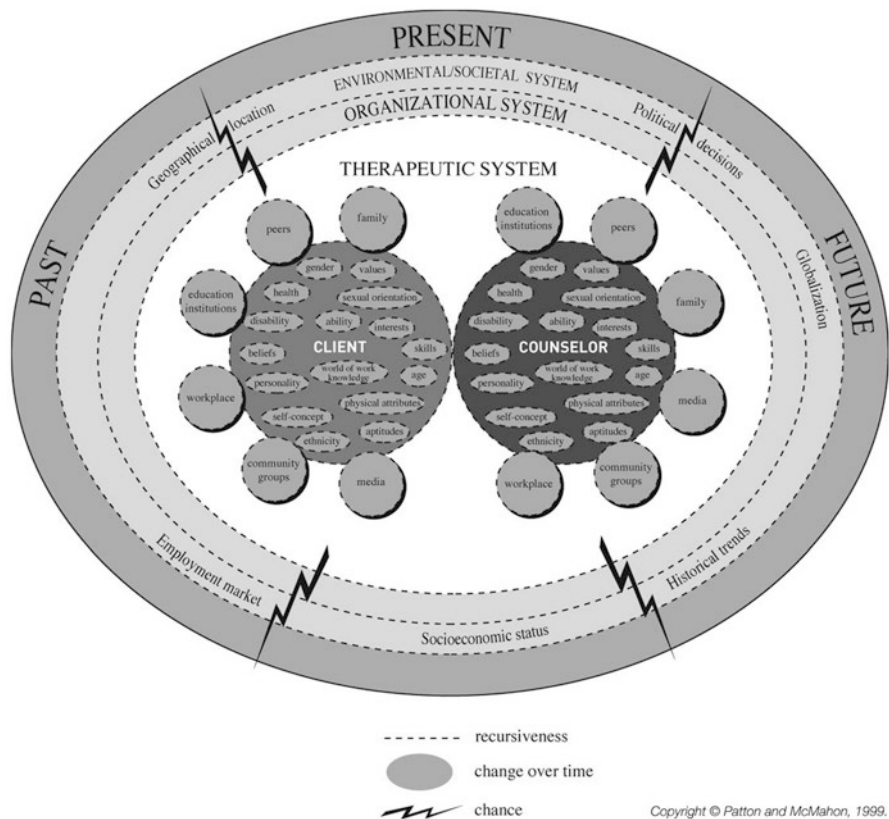 PRESENT
ENVIRONMENTAL/SOCIETAL SYSTEM
ORGANIZATIONAL SYSTEM
Geographical location
Political decisions
THERAPEUTIC SYSTEM
PAST
FUTURE
Globalization
peers
family
education
institutions
workplace
community
groups
media
gender
values
health
sexual orientation
disability
ability
interests
CLIENT
skills
beliefs
world of work
knowledge
age
personality
physical attributes
self-concept
aptitudes
ethnicity
education
institutions
peers
family
media
community
groups
workplace
gender
values
health
sexual orientation
disability
ability
interests
COUNSELOR
skills
beliefs
world of work
knowledge
age
personality
physical attributes
self-concept
aptitudes
ethnicity
Employment market
Socioeconomic status
Historical trends
recursiveness
change over time
chance
Copyright © Patton and McMahon, 1999.